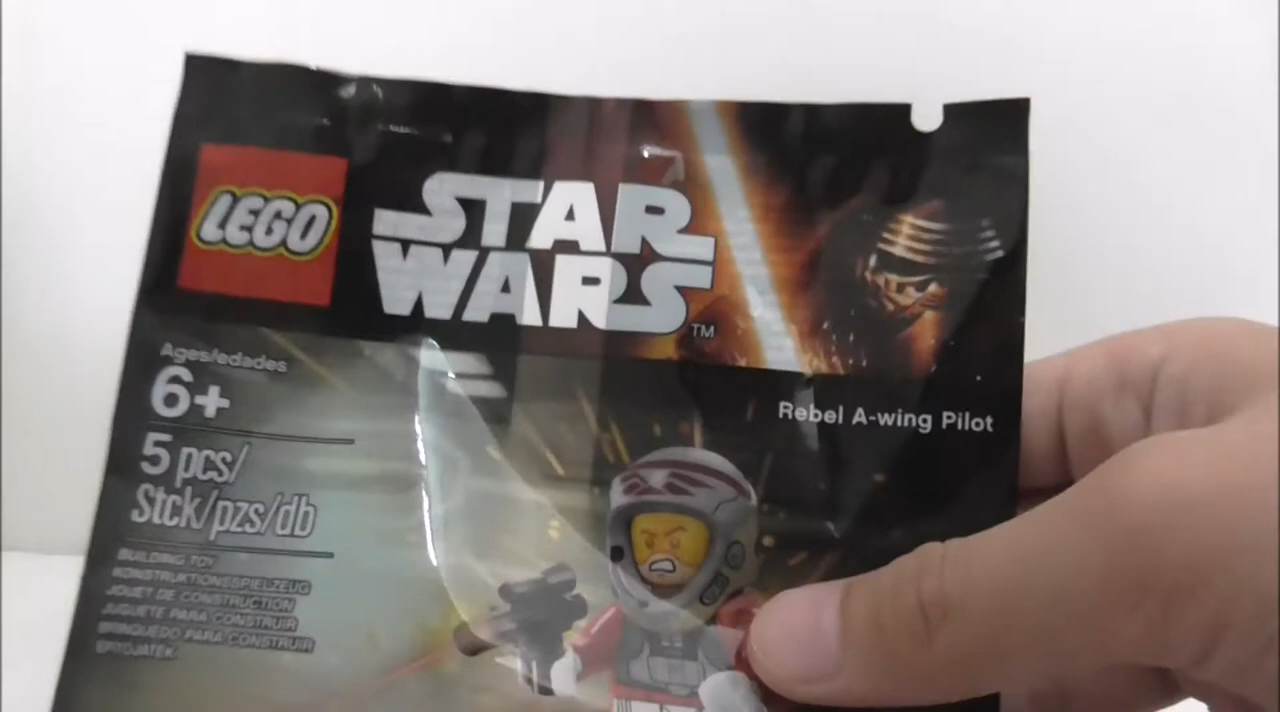 LEGO
STAR
WARS
TM
Rebel A-wing Pilot
Ages/edades
6+
5 pcs/
Stck/pzs/db
BUILDING TOY
KONSTRUKTIONSSPIELZEUG
JOUET DE CONSTRUCTION
JUGUETE PARA CONSTRUIR
BRINQUEDO PARA CONSTRUIR
ÉPÍTŐJÁTÉK